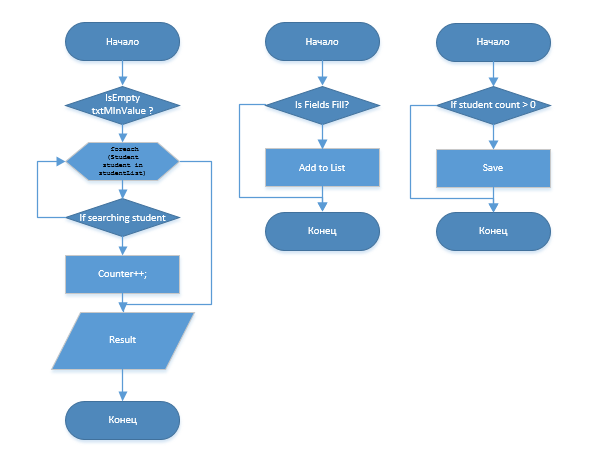 Начало
IsEmpty
txtMInValue ?
foreach
(Student
student in
studentList)
If searching student
Counter++;
Result
Конец
Начало
Is Fields Fill?
Add to List
Конец
Начало
If student count > 0
Save
Конец